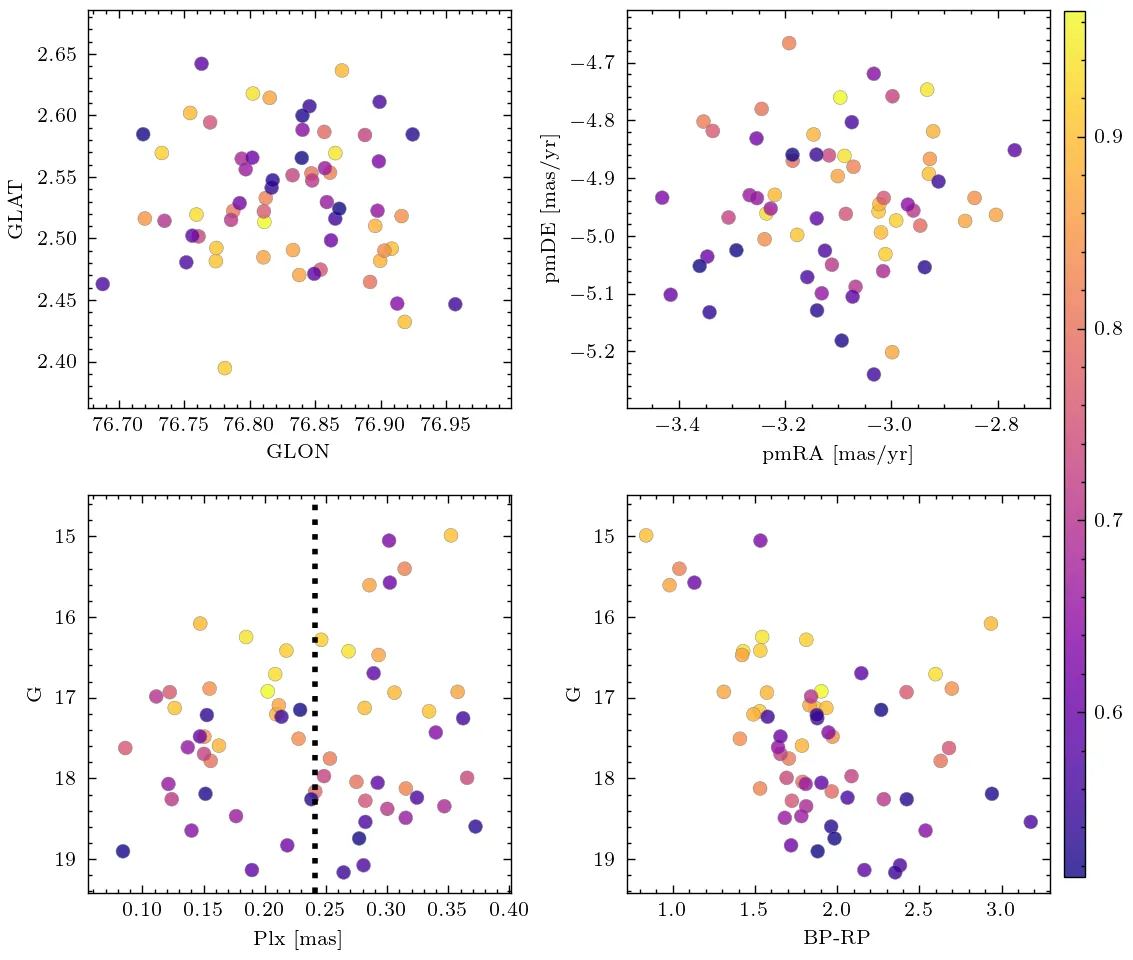 2.65
2.60
2.55
2.50
2.45
2.40
GLAT
76.70 76.75 76.80 76.85 76.90 76.95
GLON
−4.7
−4.8
−4.9
−5.0
−5.1
−5.2
pmDE [mas/yr]
−3.4 −3.2 −3.0 −2.8
pmRA [mas/yr]
15
16
17
18
19
G
0.10 0.15 0.20 0.25 0.30 0.35 0.40
Plx [mas]
15
16
17
18
19
G
1.0 1.5 2.0 2.5 3.0
BP-RP
0.9
0.8
0.7
0.6